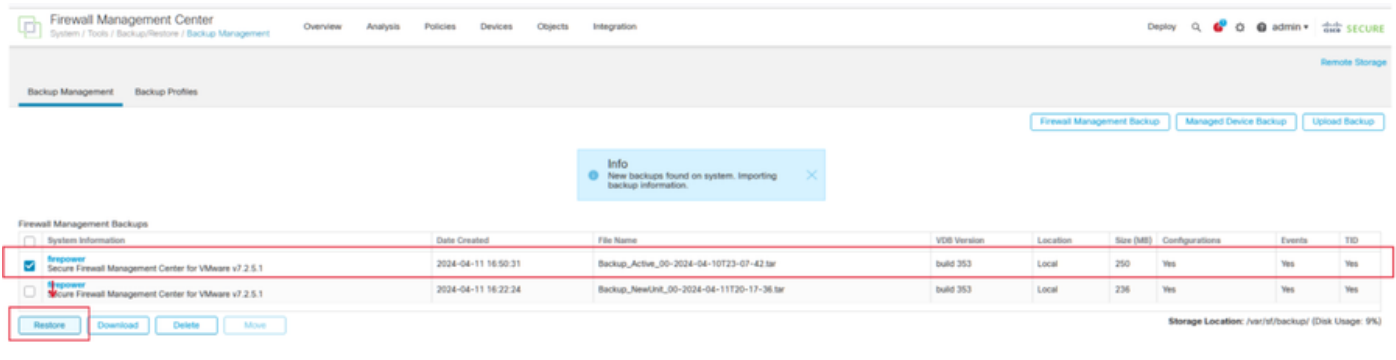 Firewall Management Center
System / Tools / Backup/Restore / Backup Management
Overview Analysis Policies Devices Objects Integration
Deploy admin SECURE
Remote Storage
Backup Management Backup Profiles
Firewall Management Backup Managed Device Backup Upload Backup
Info
New backups found on system. Importing
backup information.
Firewall Management Backups
System Information Date Created File Name VDB Version Location Size (MB) Configurations Events TID
firepower
Secure Firewall Management Center for VMware v7.2.5.1 2024-04-11 16:50:31 Backup_Active_00-2024-04-10T23-07-42.tar build 353 Local 250 Yes Yes Yes
firepower
Secure Firewall Management Center for VMware v7.2.5.1 2024-04-11 16:22:24 Backup_NewUnit_00-2024-04-11T20-17-36.tar build 353 Local 236 Yes Yes Yes
Restore Download Delete Move
Storage Location: /var/sf/backup/ (Disk Usage: 9%)